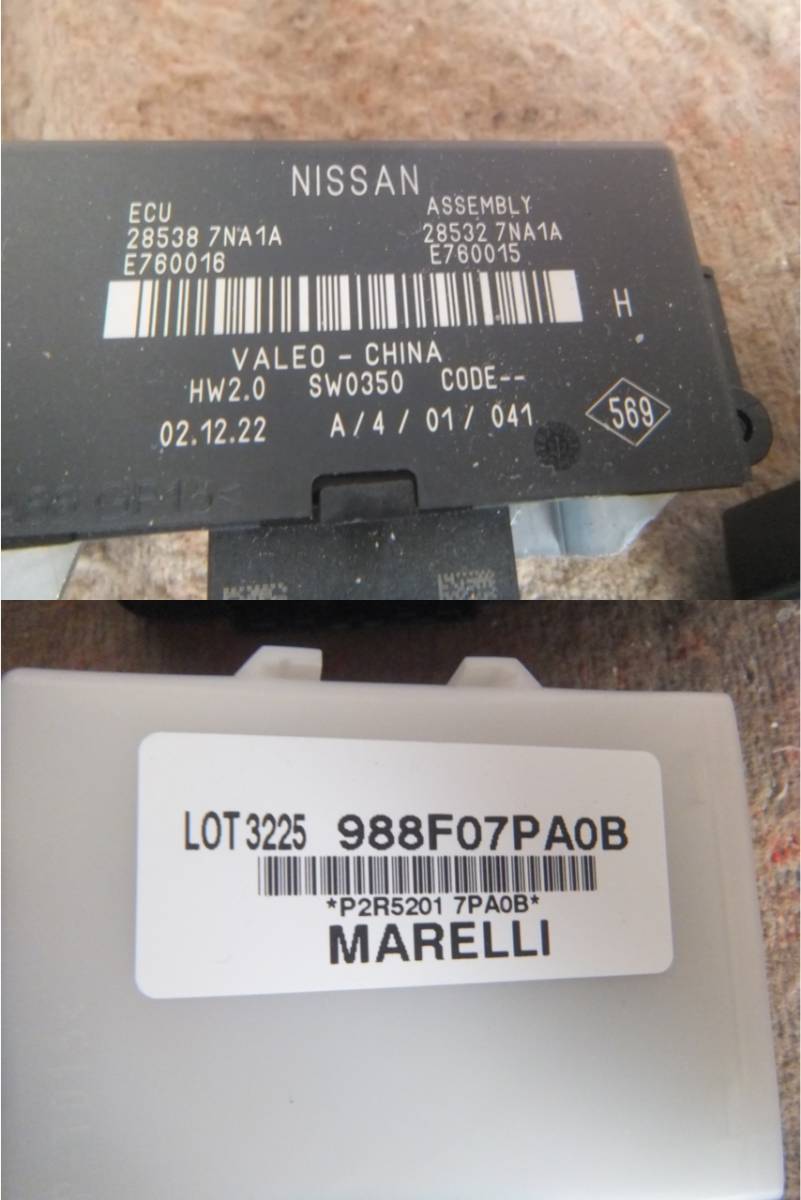 NISSAN
ECU ASSEMBLY
28538 7NA1A 28532 7NA1A
E760016 E760015
H
VALEO - CHINA
HW2.0 SW0350 CODE--
02.12.22 A/4/01/041 569
LOT 3225 988F07PA0B
*P2R5201 7PA0B*
MARELLI